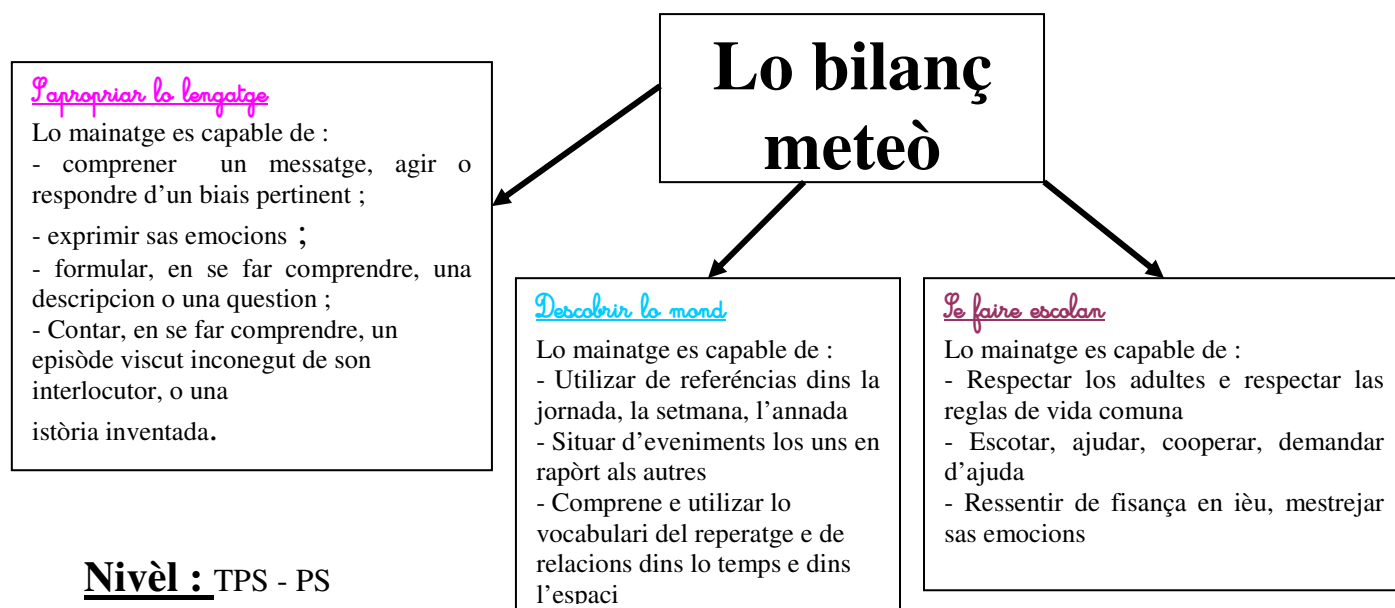 Lo bilanç
meteò
S'apropriar lo lengatge
Lo mainatge es capable de :
- comprener un messatge, agir o
respondre d'un biais pertinent ;
- exprimir sas emocions ;
- formular, en se far comprendre, una
descripcion o una question ;
- Contar, en se far comprendre, un
episòde viscut inconegut de son
interlocutor, o una
istòria inventada.
Descobrir lo mond
Lo mainatge es capable de :
- Utilizar de referéncias dins la
jornada, la setmana, l'annada
- Situar d'eveniments los uns en
rapòrt als autres
- Comprene e utilizar lo
vocabulari del reperatge e de
relacions dins lo temps e dins
l'espaci
Se faire escolan
Lo mainatge es capable de :
- Respectar los adultes e respectar las
reglas de vida comuna
- Escotar, ajudar, cooperar, demandar
d'ajuda
- Ressentir de fisança en ièu, mestrejar
sas emocions
Nivèl : TPS - PS